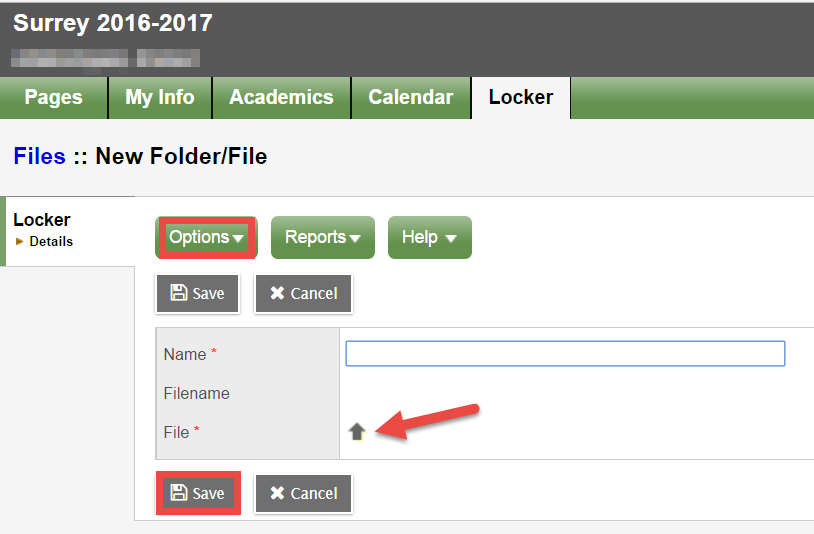 Surrey 2016-2017
Pages My Info Academics Calendar Locker
Files :: New Folder/File
Locker
Details
Options Reports Help
Save Cancel
Name *
Filename
File *
Save Cancel